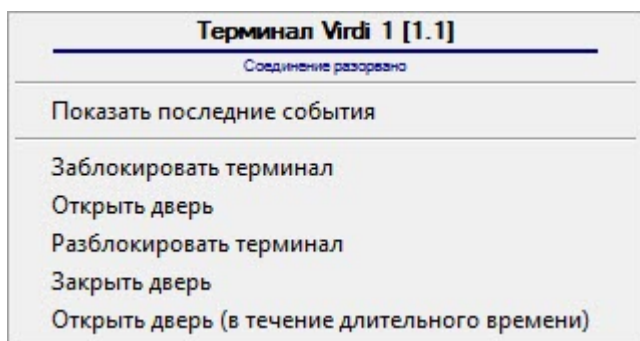 Терминал Virdi 1 [1.1]
Соединение разорвано
Показать последние события
Заблокировать терминал
Открыть дверь
Разблокировать терминал
Закрыть дверь
Открыть дверь (в течение длительного времени)